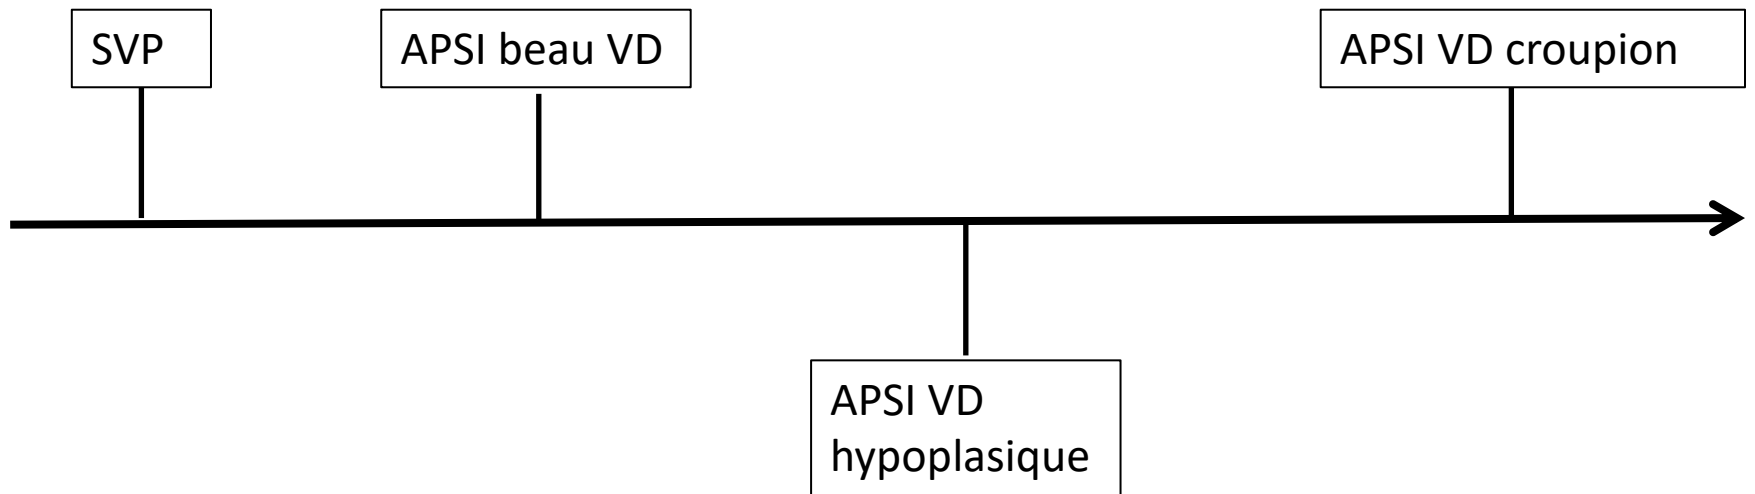 SVP
APSI beau VD
APSI VD croupion
APSI VD
hypoplasique